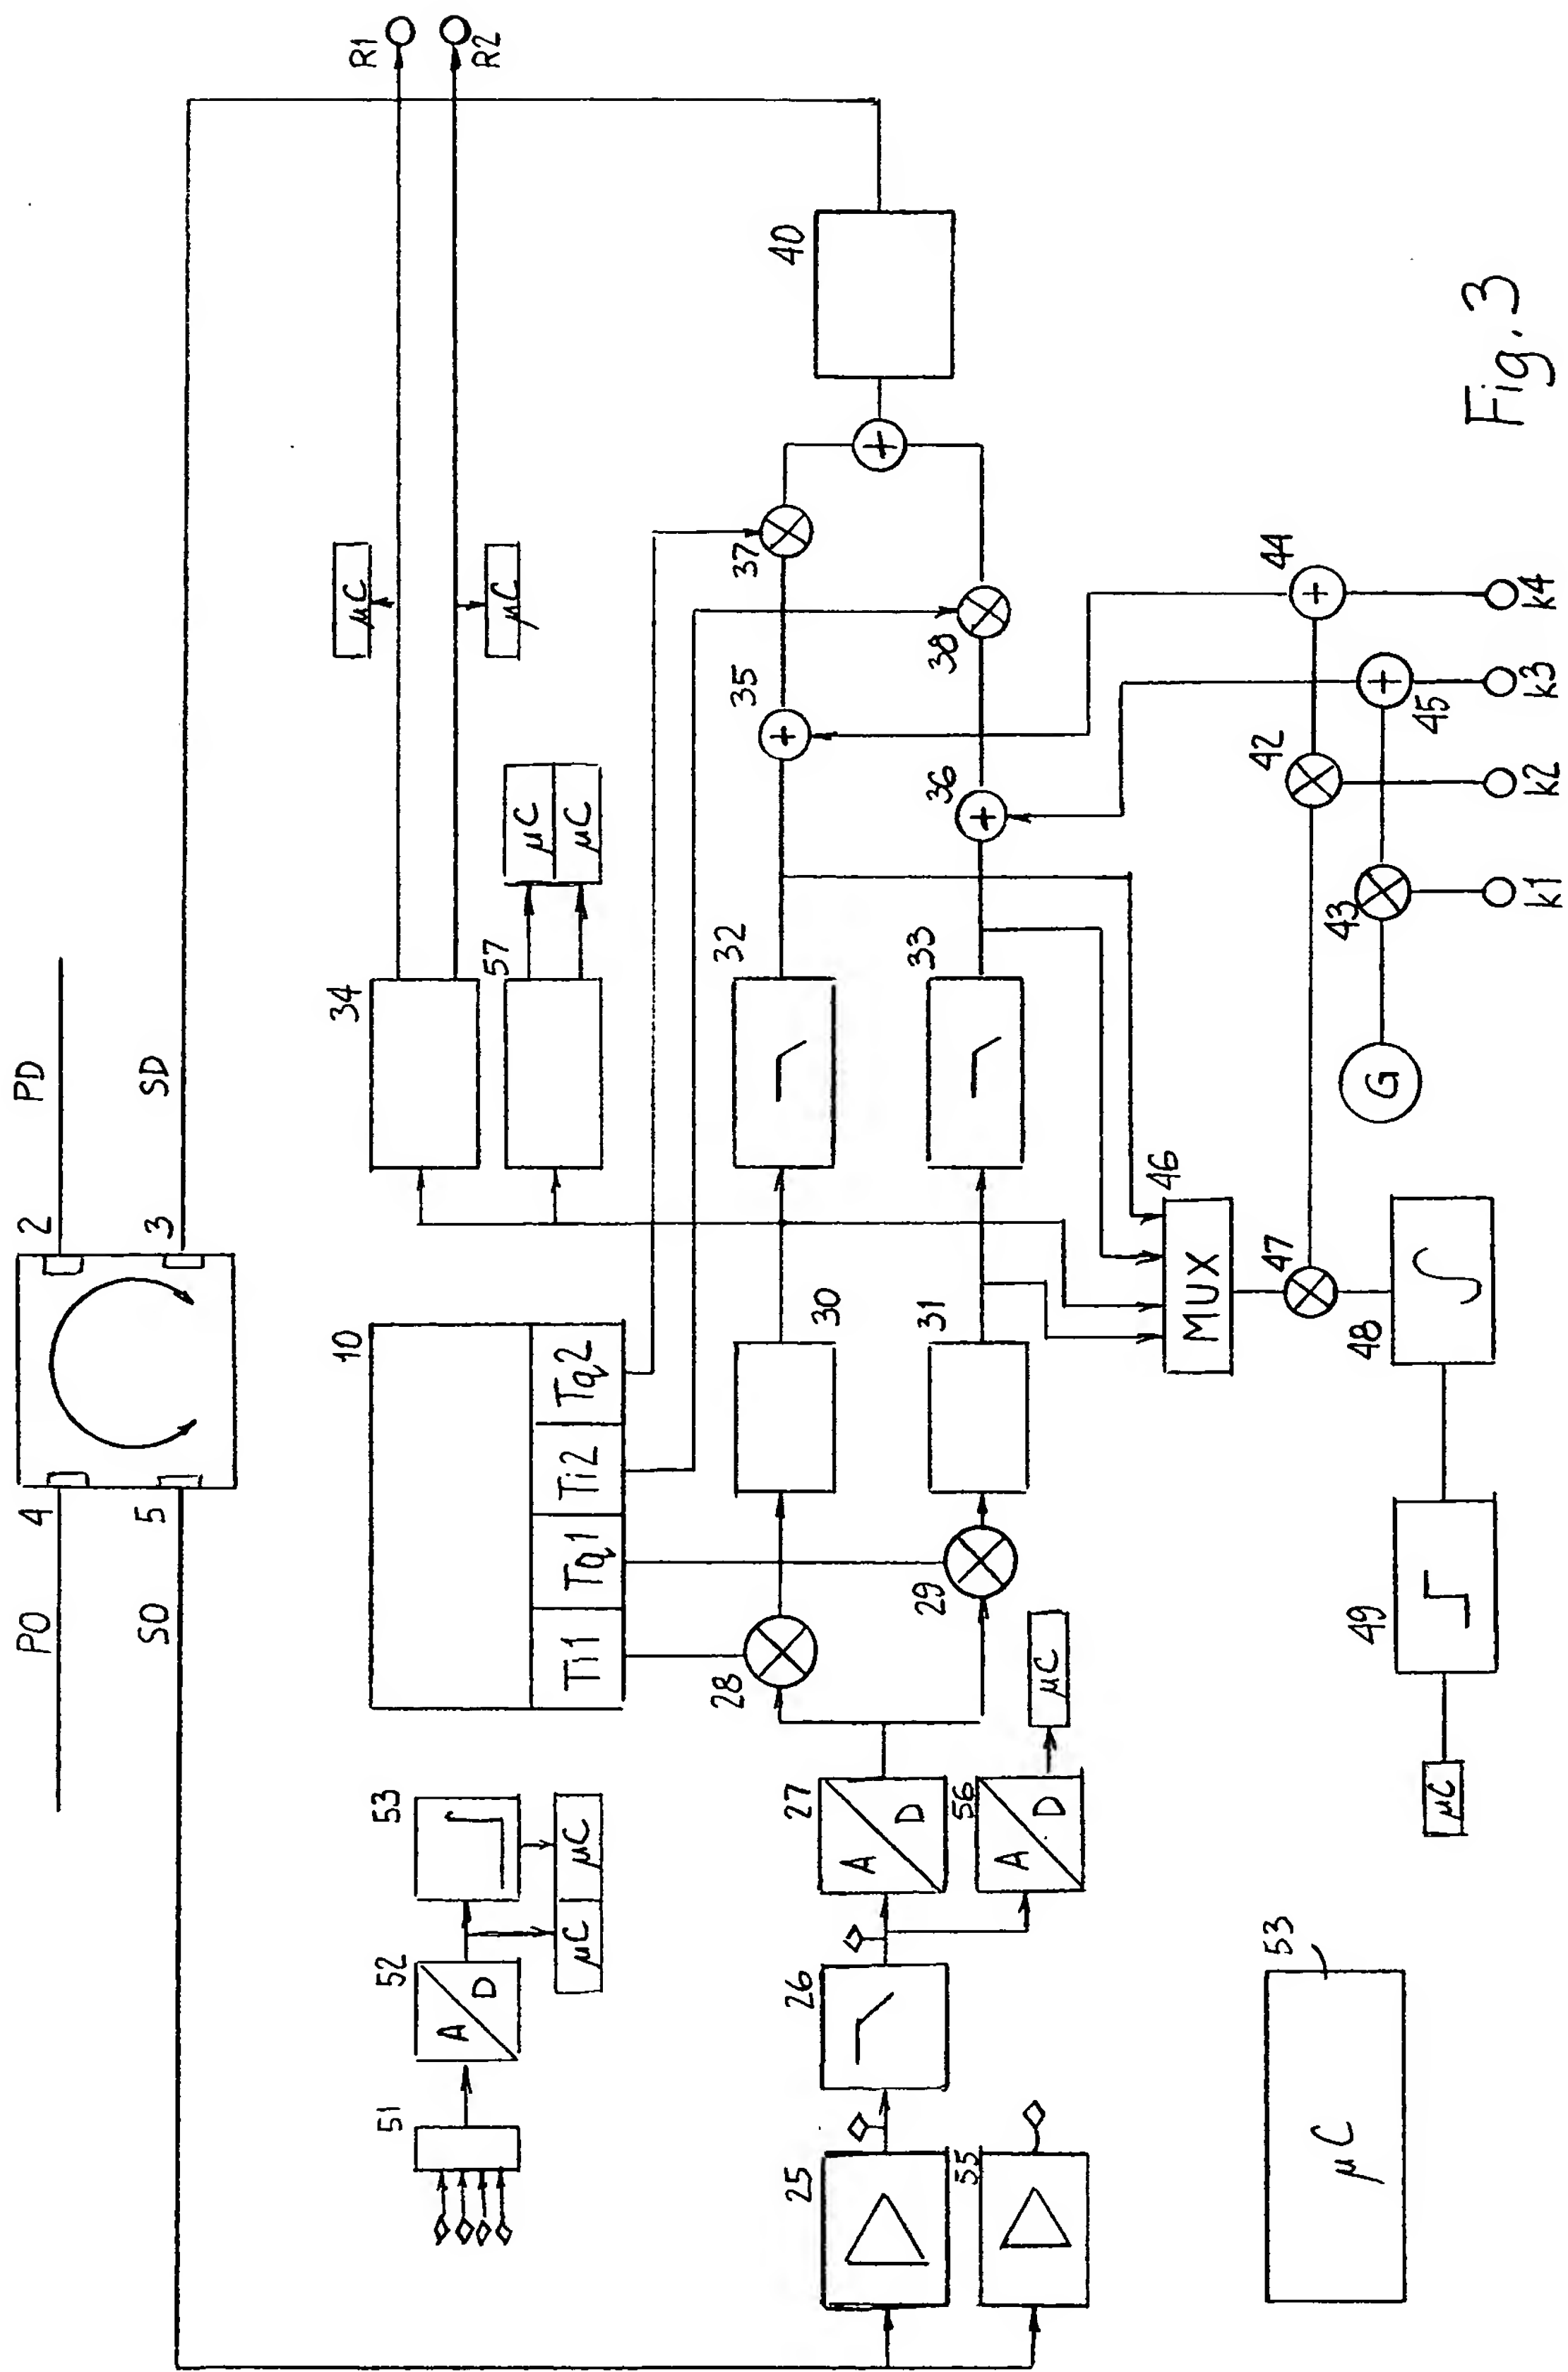 PO
4
2
PD
SO
5
3
SD
51
52
A
D
53
μC
μC
10
Ti1
Tq1
Ti2
Tq2
34
57
μC
μC
μC
μC
R1
R2
25
26
27
A
D
28
30
32
35
37
40
55
56
A
D
μC
29
31
33
36
38
MUX
46
47
42
44
48
49
μC
G
43
45
k1
k2
k3
k4
53
μC
Fig. 3